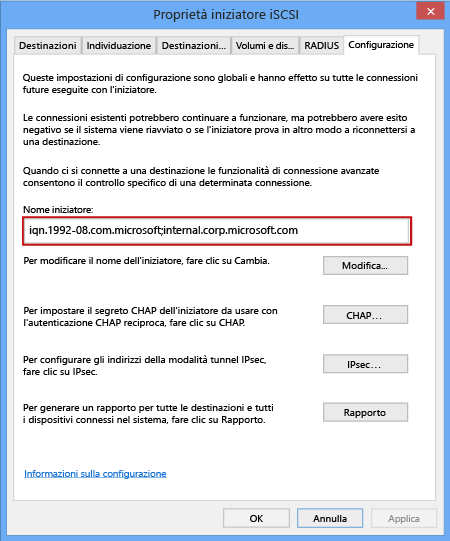 Proprietà iniziatore iSCSI
Destinazioni Individuazione Destinazioni... Volumi e dis... RADIUS Configurazione
Queste impostazioni di configurazione sono globali e hanno effetto su tutte le connessioni
future eseguite con l'iniziatore.
Le connessioni esistenti potrebbero continuare a funzionare, ma potrebbero avere esito
negativo se il sistema viene riavviato o se l'iniziatore prova in altro modo a riconnettersi a
una destinazione.
Quando ci si connette a una destinazione le funzionalità di connessione avanzate
consentono il controllo specifico di una determinata connessione.
Nome iniziatore:
iqn.1992-08.com.microsoft;internal.corp.microsoft.com
Per modificare il nome dell'iniziatore, fare clic su Cambia.
Modifica...
Per impostare il segreto CHAP dell'iniziatore da usare con
l'autenticazione CHAP reciproca, fare clic su CHAP.
CHAP...
Per configurare gli indirizzi della modalità tunnel IPsec,
fare clic su IPsec.
IPsec...
Per generare un rapporto per tutte le destinazioni e tutti
i dispositivi connessi nel sistema, fare clic su Rapporto.
Rapporto
Informazioni sulla configurazione
OK Annulla Applica